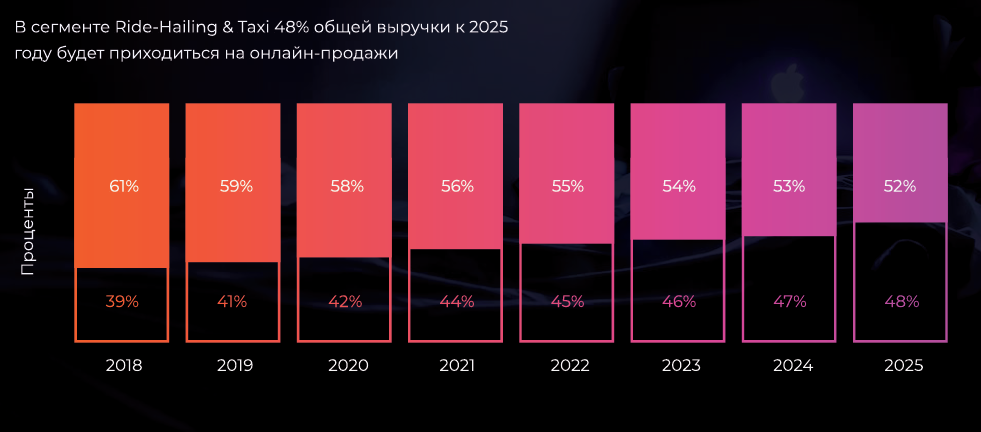 В сегменте Ride-Hailing & Taxi 48% общей выручки к 2025
году будет приходиться на онлайн-продажи
Проценты
61% 59% 58% 56% 55% 54% 53% 52%
39% 41% 42% 44% 45% 46% 47% 48%
2018 2019 2020 2021 2022 2023 2024 2025